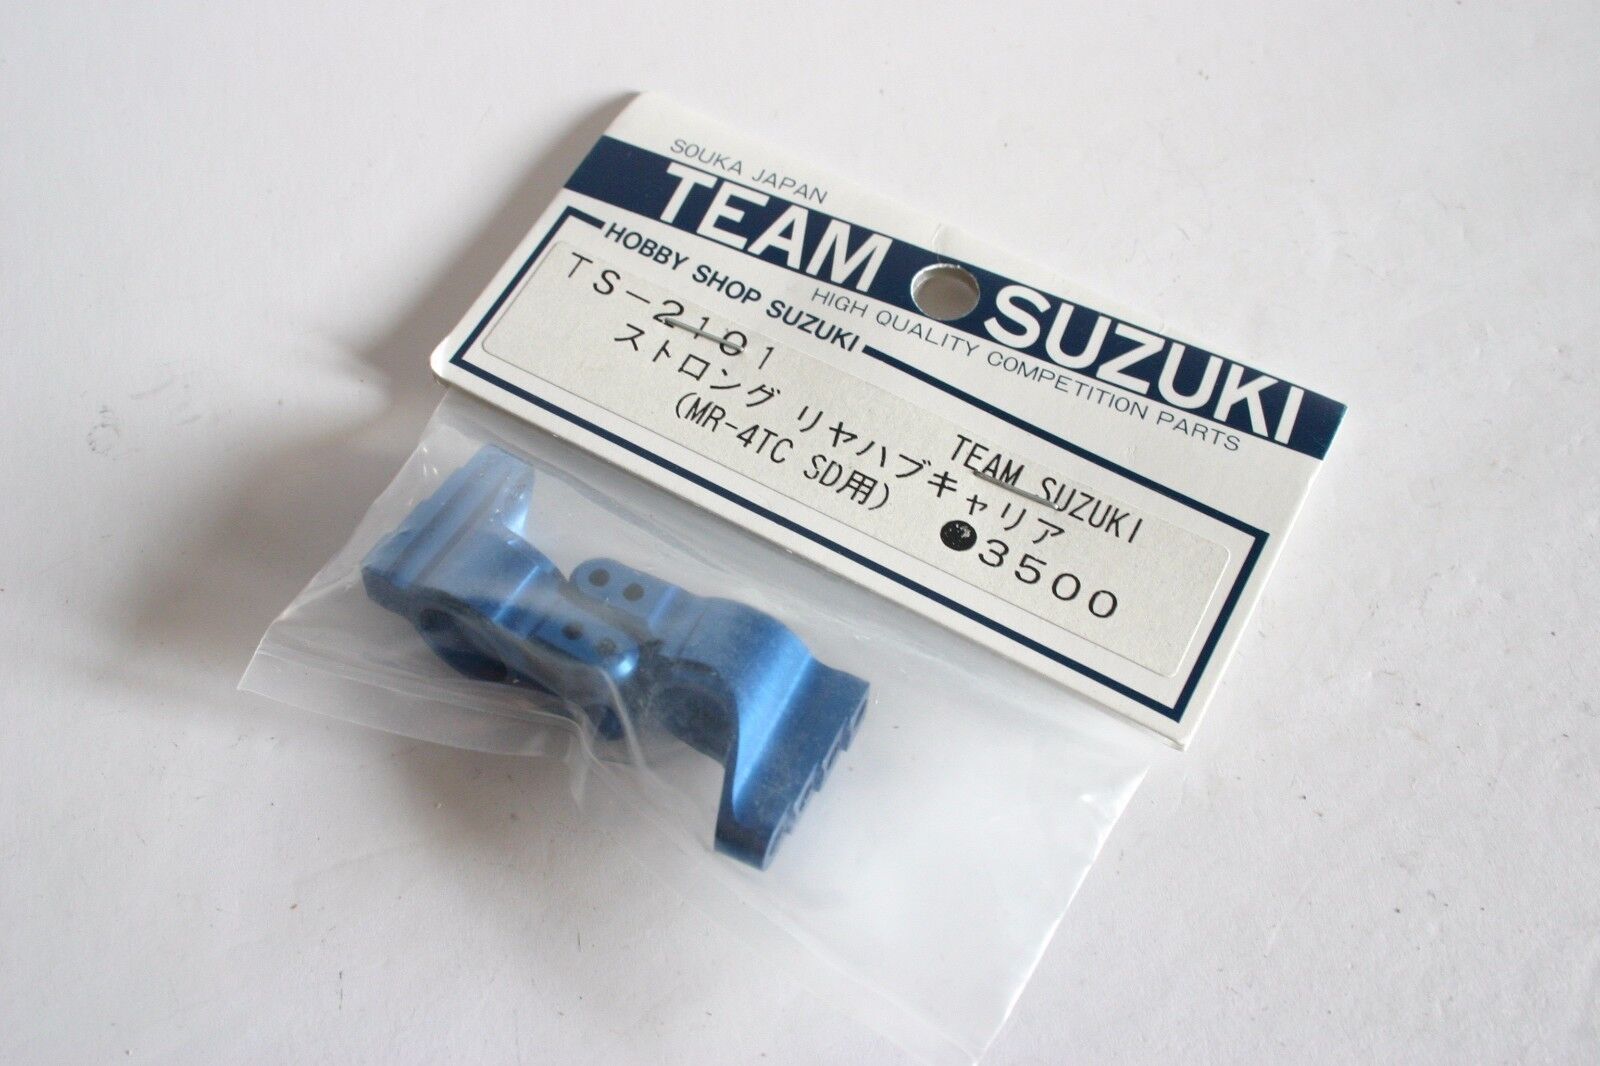 SOUKA JAPAN
TEAM SUZUKI
HIGH QUALITY COMPETITION PARTS
HOBBY SHOP SUZUKI
TS-2101
TEAM SUZUKI
ストロング リヤハブキャリア
(MR-4TC SD用)
●3500